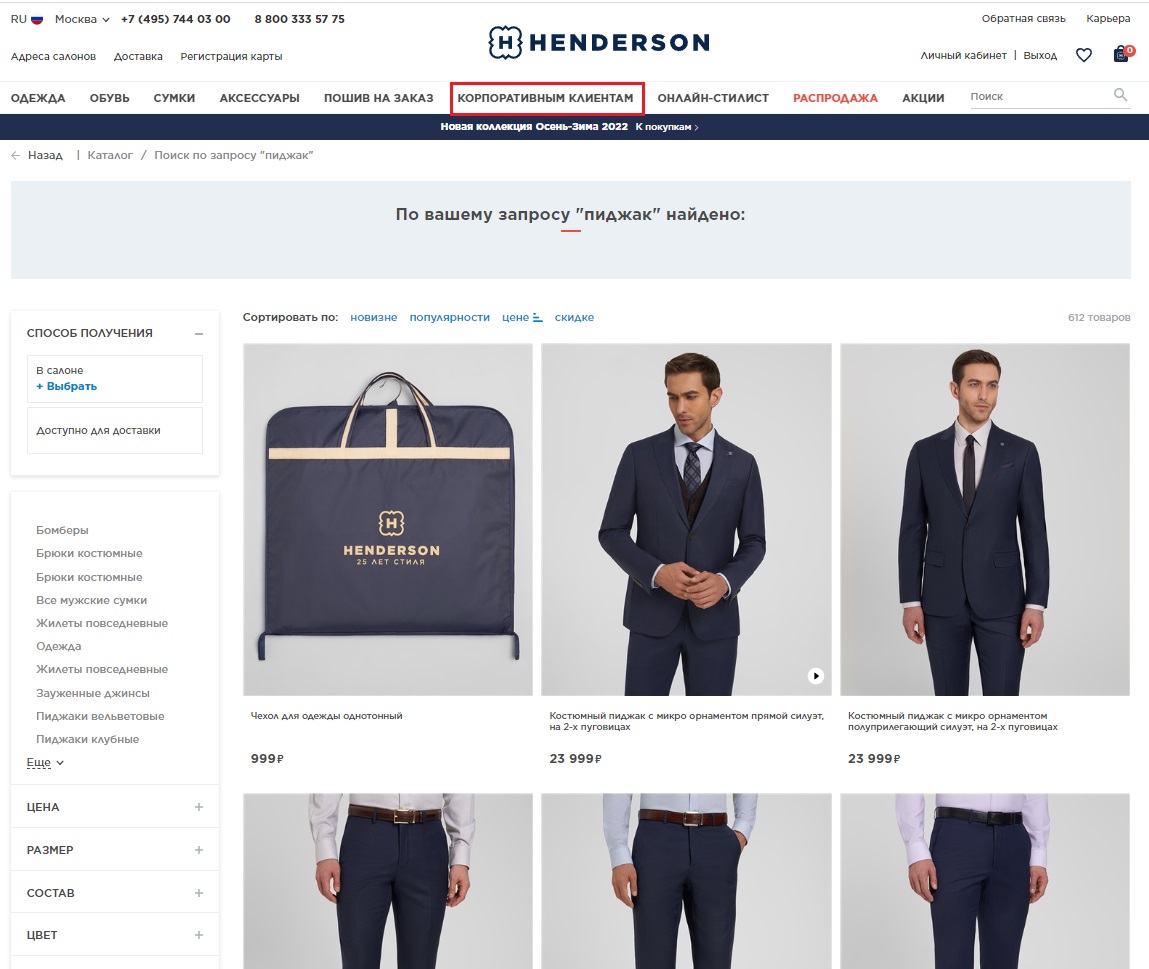 RU Москва +7 (495) 744 03 00 8 800 333 57 75
Обратная связь Карьера
HENDERSON
Адреса салонов Доставка Регистрация карты
Личный кабинет | Выход 0
ОДЕЖДА ОБУВЬ СУМКИ АКСЕССУАРЫ ПОШИВ НА ЗАКАЗ КОРПОРАТИВНЫМ КЛИЕНТАМ ОНЛАЙН-СТИЛИСТ РАСПРОДАЖА АКЦИИ Поиск
Новая коллекция Осень-Зима 2022 К покупкам >
← Назад | Каталог / Поиск по запросу "пиджак"
По вашему запросу "пиджак" найдено:
СПОСОБ ПОЛУЧЕНИЯ −
В салоне
+ Выбрать
Доступно для доставки
Бомберы
Брюки костюмные
Брюки костюмные
Все мужские сумки
Жилеты повседневные
Одежда
Жилеты повседневные
Зауженные джинсы
Пиджаки вельветовые
Пиджаки клубные
Еще
ЦЕНА +
РАЗМЕР +
СОСТАВ +
ЦВЕТ +
Сортировать по: новизне популярности цене скидке
612 товаров
HENDERSON
25 ЛЕТ СТИЛЯ
Чехол для одежды однотонный
999₽
Костюмный пиджак с микро орнаментом прямой силуэт,
на 2-х пуговицах
23 999₽
Костюмный пиджак с микро орнаментом
полуприлегающий силуэт, на 2-х пуговицах
23 999₽